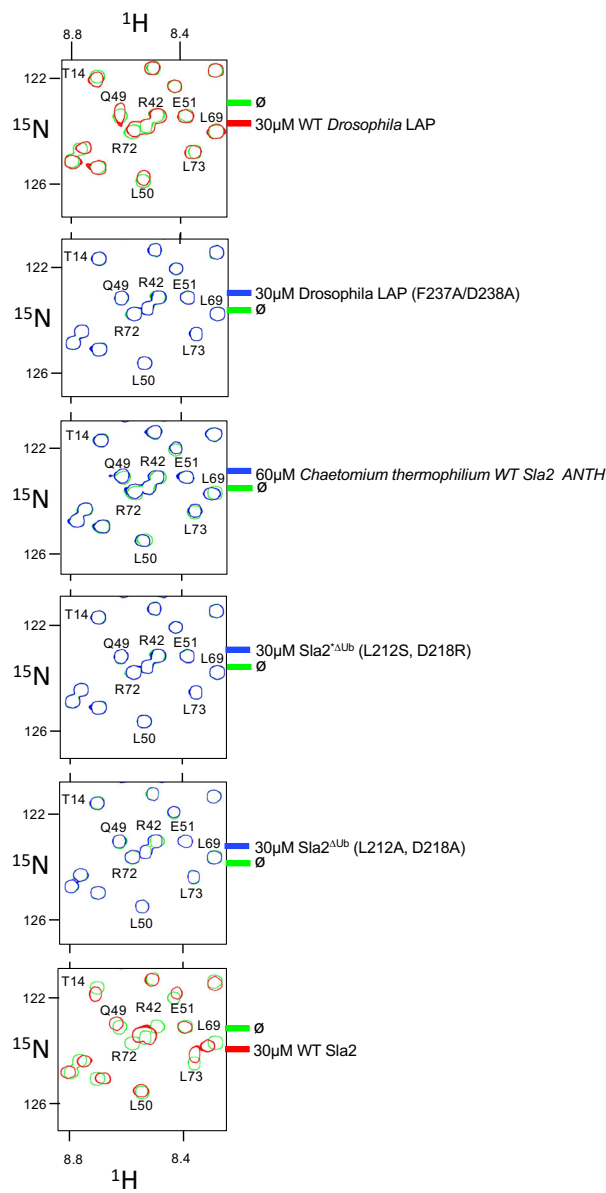 ¹H
8.8 8.4
T14
122
Q49
R42
E51
ø
15N
L69
30µM WT Drosophila LAP
R72
L73
126
L50
T14
122
Q49
R42
E51
30µM Drosophila LAP (F237A/D238A)
L69
ø
15N
R72
L73
126
L50
T14
122
Q49
R42
E51
60µM Chaetomium thermophilium WT Sla2 ANTH
L69
ø
15N
R72
L73
126
L50
T14
122
Q49
R42
E51
30µM Sla2*ΔUb (L212S, D218R)
L69
ø
15N
R72
L73
126
L50
T14
122
Q49
R42
E51
30µM Sla2ΔUb (L212A, D218A)
L69
ø
15N
R72
L73
126
L50
T14
122
Q49
R42
E51
L69
ø
15N
R72
30µM WT Sla2
L73
126
L50
8.8 8.4
¹H